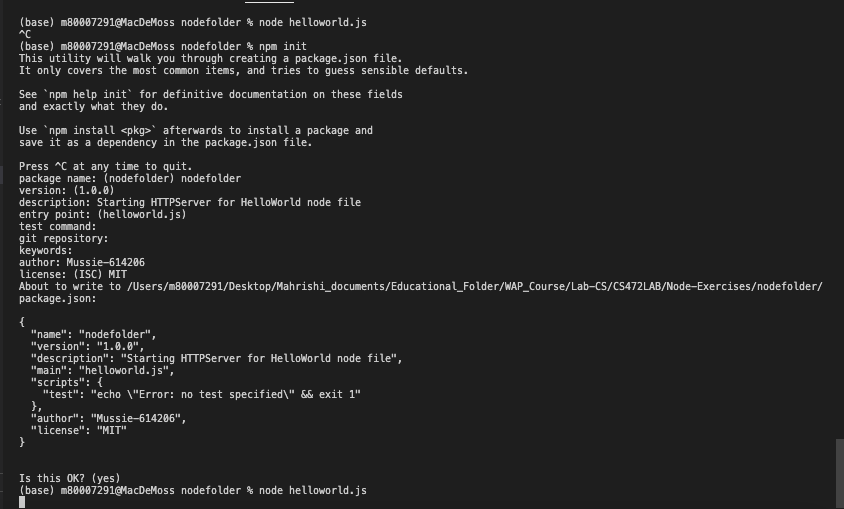 (base) m80007291@MacDeMoss nodefolder % node helloworld.js
^C
(base) m80007291@MacDeMoss nodefolder % npm init
This utility will walk you through creating a package.json file.
It only covers the most common items, and tries to guess sensible defaults.
See `npm help init` for definitive documentation on these fields
and exactly what they do.
Use `npm install <pkg>` afterwards to install a package and
save it as a dependency in the package.json file.
Press ^C at any time to quit.
package name: (nodefolder) nodefolder
version: (1.0.0)
description: Starting HTTPServer for HelloWorld node file
entry point: (helloworld.js)
test command:
git repository:
keywords:
author: Mussie-614206
license: (ISC) MIT
About to write to /Users/m80007291/Desktop/Mahrishi_documents/Educational_Folder/WAP_Course/Lab-CS/CS472LAB/Node-Exercises/nodefolder/
package.json:
{
  "name": "nodefolder",
  "version": "1.0.0",
  "description": "Starting HTTPServer for HelloWorld node file",
  "main": "helloworld.js",
  "scripts": {
    "test": "echo \"Error: no test specified\" && exit 1"
  },
  "author": "Mussie-614206",
  "license": "MIT"
}
Is this OK? (yes)
(base) m80007291@MacDeMoss nodefolder % node helloworld.js